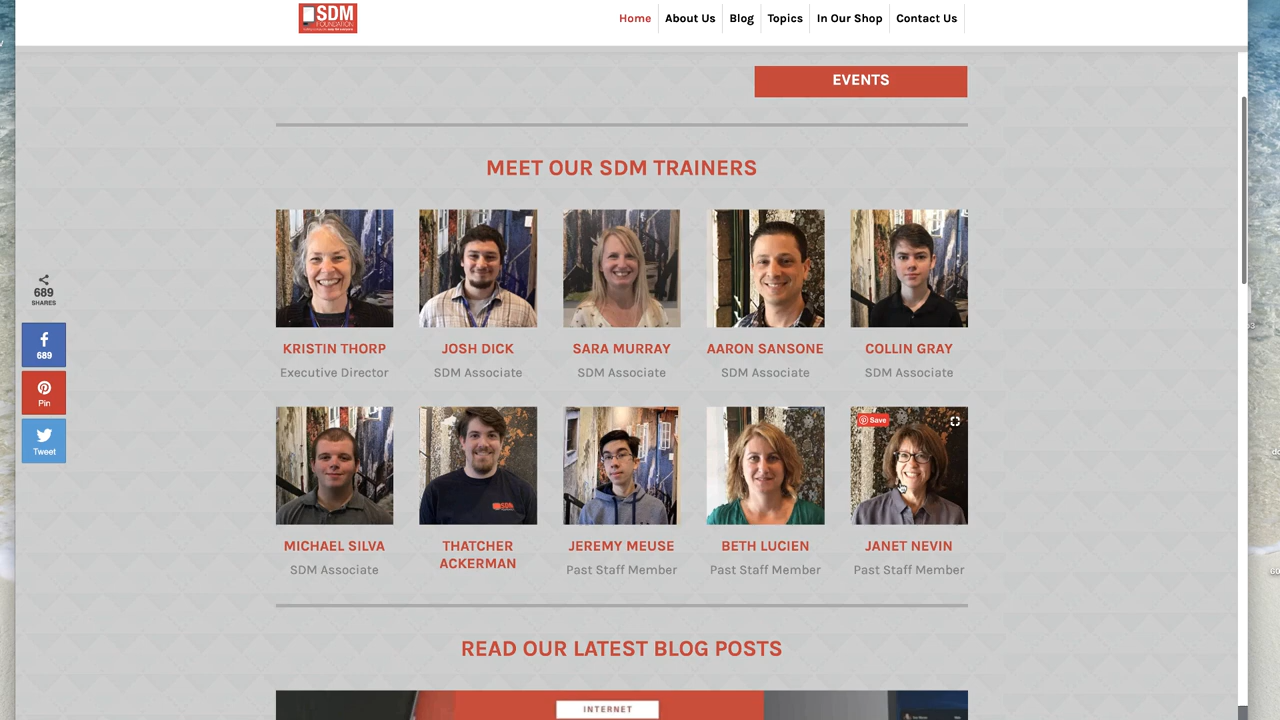 SDM
FOUNDATION
Home
About Us
Blog
Topics
In Our Shop
Contact Us
EVENTS
MEET OUR SDM TRAINERS
KRISTIN THORP
JOSH DICK
SARA MURRAY
AARON SANSONE
COLLIN GRAY
Executive Director
SDM Associate
SDM Associate
SDM Associate
SDM Associate
689
SHARES
689
Pin
Tweet
Save
SDM
MICHAEL SILVA
THATCHER
ACKERMAN
JEREMY MEUSE
BETH LUCIEN
JANET NEVIN
SDM Associate
Past Staff Member
Past Staff Member
Past Staff Member
READ OUR LATEST BLOG POSTS
INTERNET